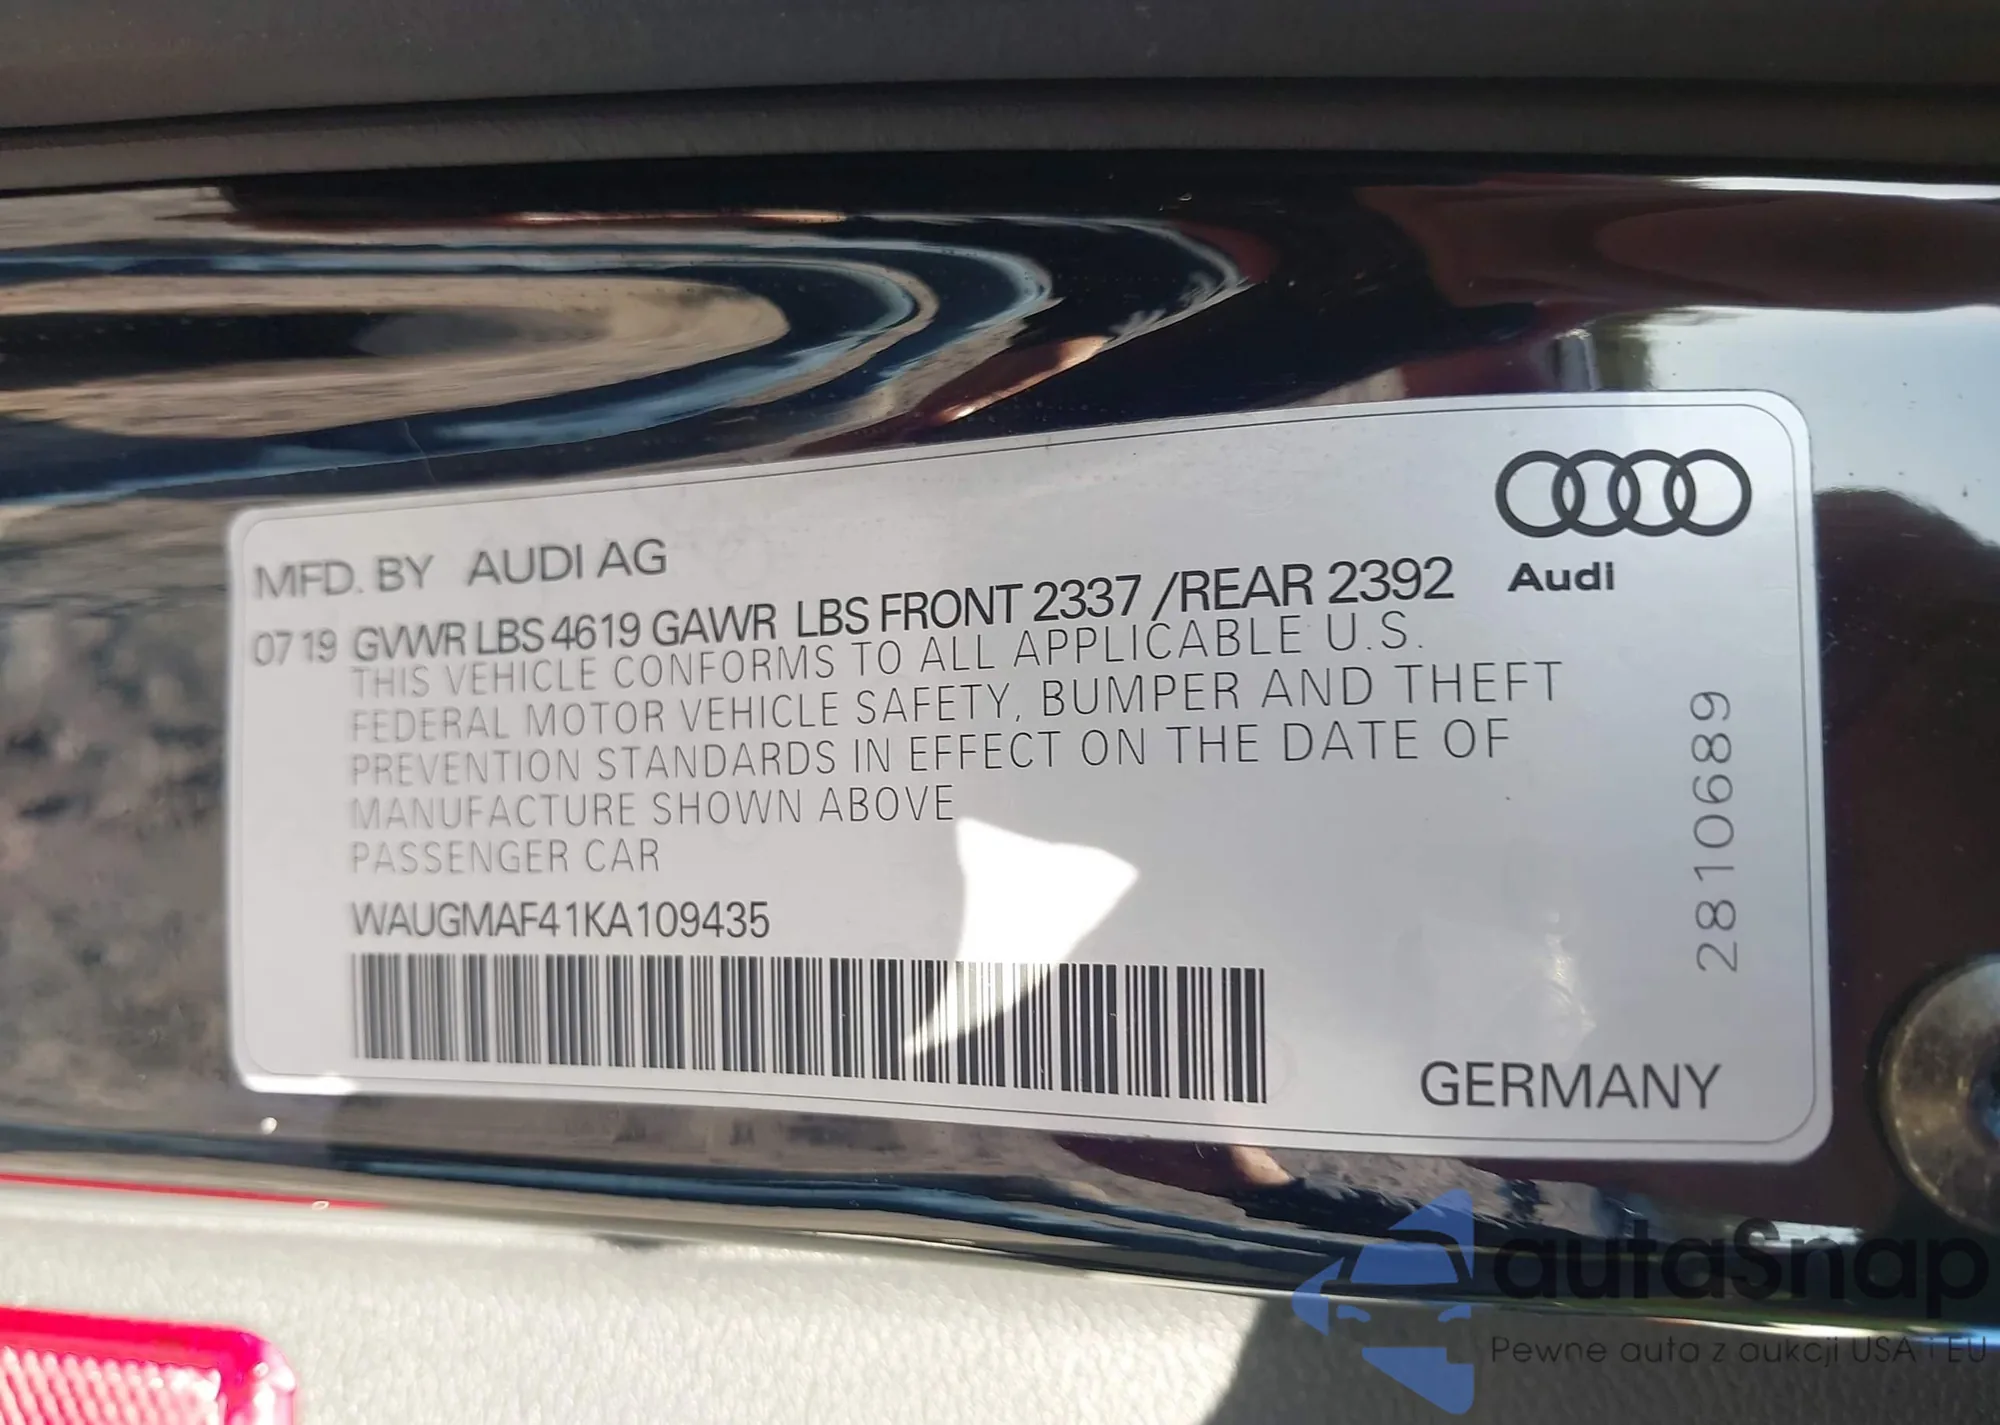 MFD. BY AUDI AG
Audi
07 19 GVWR LBS 4619 GAWR LBS FRONT 2337 /REAR 2392
THIS VEHICLE CONFORMS TO ALL APPLICABLE U.S.
FEDERAL MOTOR VEHICLE SAFETY, BUMPER AND THEFT
PREVENTION STANDARDS IN EFFECT ON THE DATE OF
MANUFACTURE SHOWN ABOVE
PASSENGER CAR
WAUGMAF41KA109435
2810689
GERMANY
autaSnap
Pewne auto z aukcji USA i EU